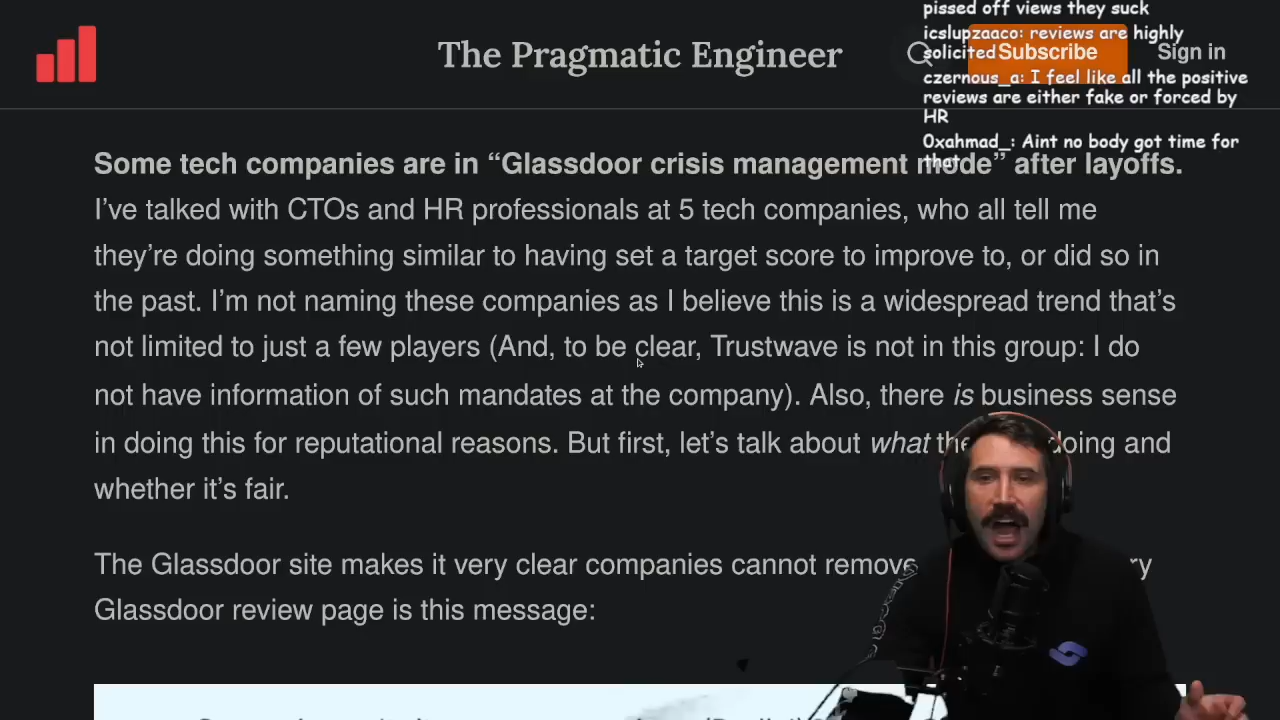 pissed off views they suck
icslupzaaco: reviews are highly
solicited
czernous_a: I feel like all the positive
reviews are either fake or forced by
HR
0xahmad_: Aint no body got time for
that
The Pragmatic Engineer
Subscribe
Sign in
Some tech companies are in “Glassdoor crisis management mode” after layoffs.
I’ve talked with CTOs and HR professionals at 5 tech companies, who all tell me
they’re doing something similar to having set a target score to improve to, or did so in
the past. I’m not naming these companies as I believe this is a widespread trend that’s
not limited to just a few players (And, to be clear, Trustwave is not in this group: I do
not have information of such mandates at the company). Also, there is business sense
in doing this for reputational reasons. But first, let’s talk about what doing and
whether it’s fair.
The Glassdoor site makes it very clear companies cannot remove
Glassdoor review page is this message: